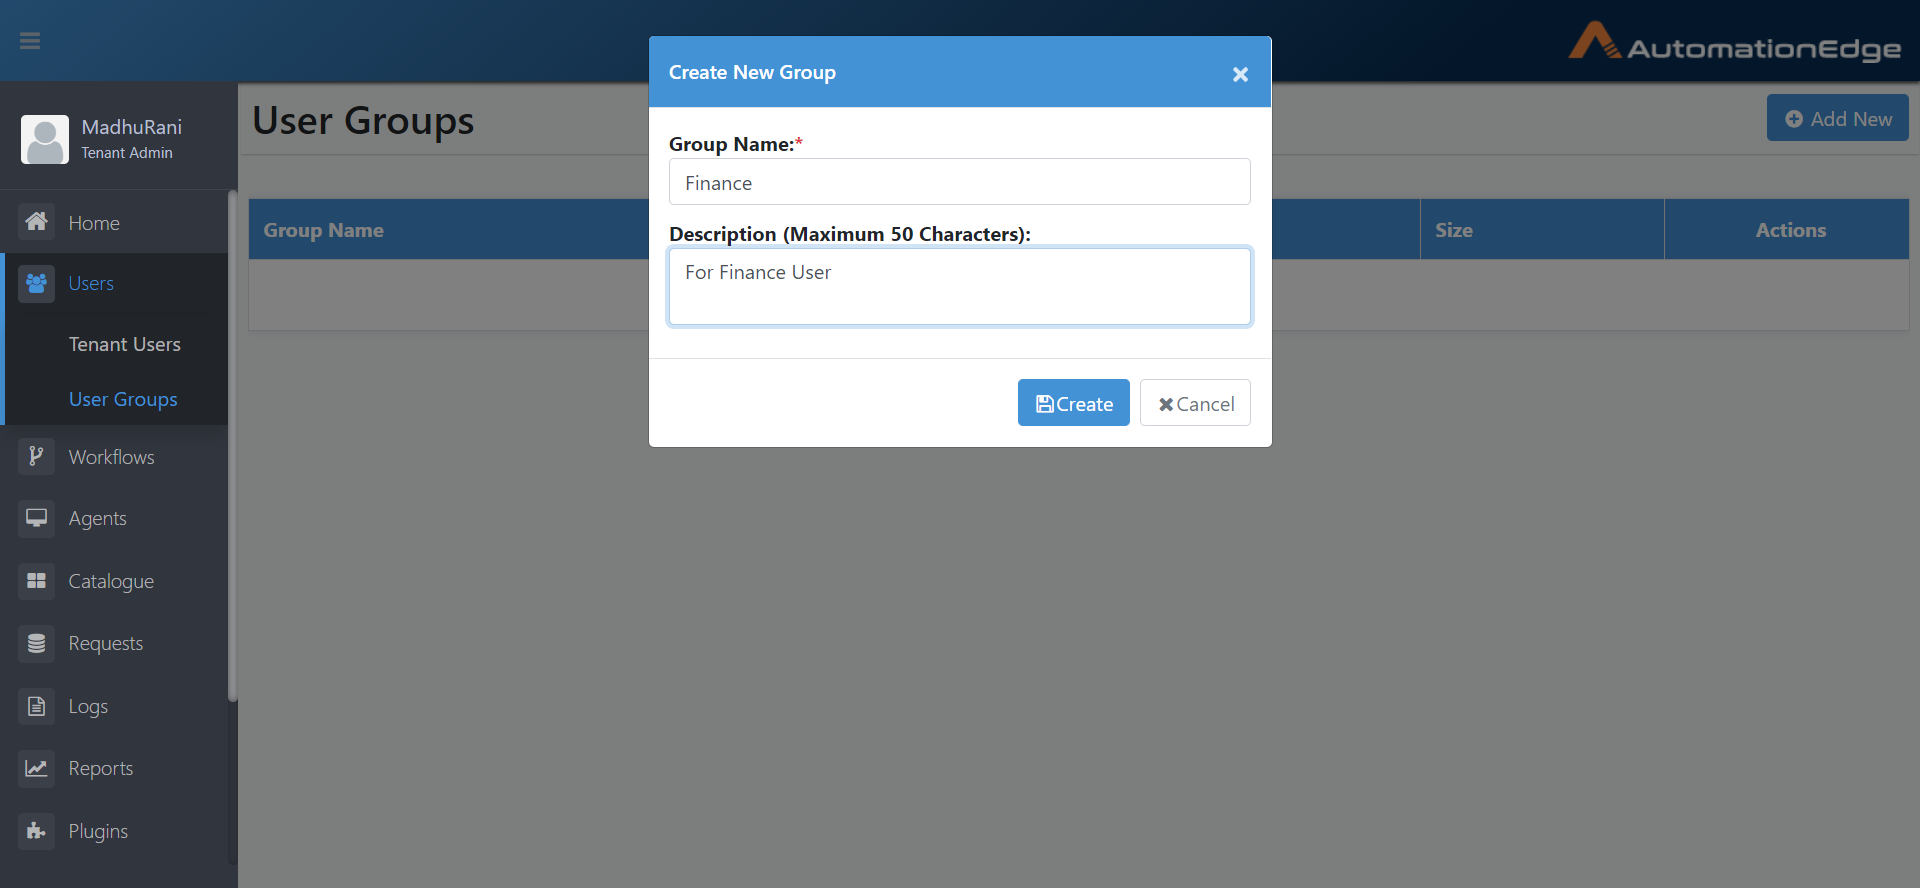 AutomationEdge
MadhuRani
Tenant Admin
Home
Users
Tenant Users
User Groups
Workflows
Agents
Catalogue
Requests
Logs
Reports
Plugins
User Groups
Add New
Group Name
Size
Actions
Create New Group
Group Name:*
Finance
Description (Maximum 50 Characters):
For Finance User
Create
Cancel